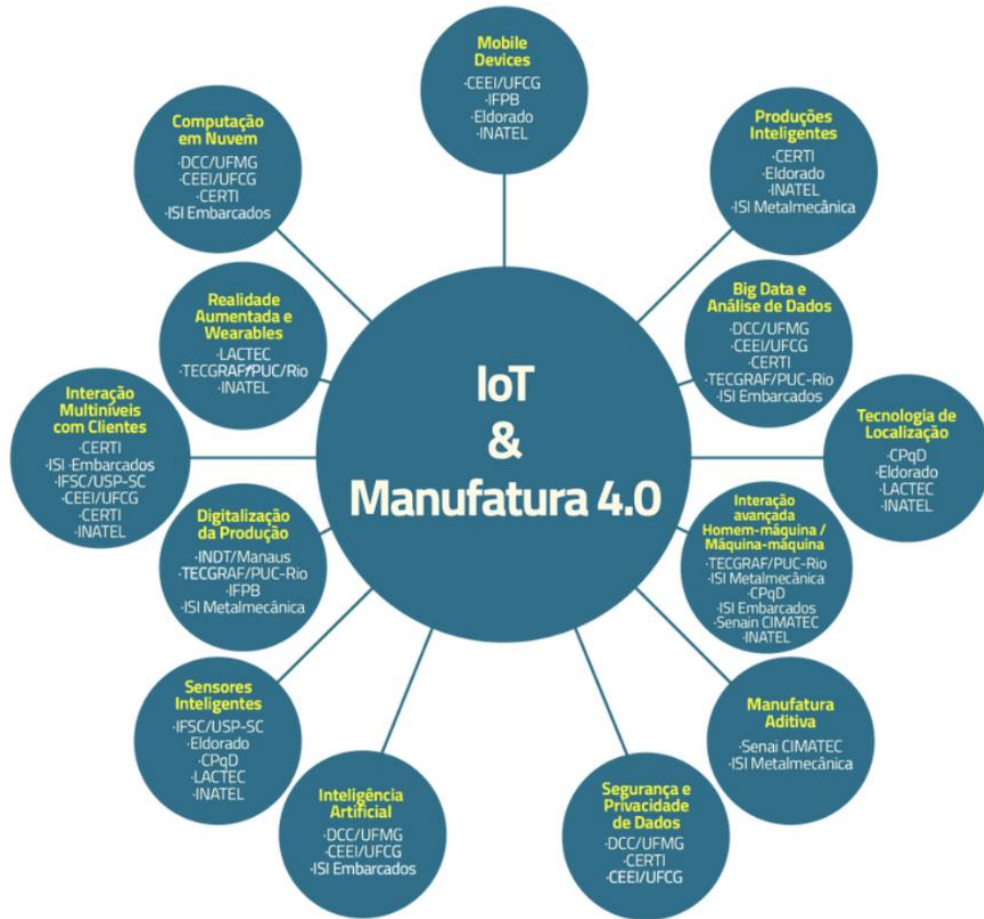 Mobile
Devices
·CEEI/UFCG
·IFPB
·Eldorado
·INATEL
Computação
em Nuvem
·DCC/UFMG
·CEEI/UFCG
·CERTI
·ISI Embarcados
Produções
Inteligentes
·CERTI
·Eldorado
·INATEL
·ISI Metalmecânica
Realidade
Aumentada e
Wearables
·LACTEC
·TECGRAF/PUC/Rio
·INATEL
Big Data e
Análise de Dados
·DCC/UFMG
·CEEI/UFCG
·CERTI
·TECGRAF/PUC-Rio
·ISI Embarcados
IoT
&
Manufatura 4.0
Interação
Multiníveis
com Clientes
·CERTI
·ISI ·Embarcados
·IFSC/USP-SC
·CEEI/UFCG
·CERTI
·INATEL
Tecnologia de
Localização
·CPqD
·Eldorado
·LACTEC
·INATEL
Digitalização
da Produção
·INDT/Manaus
·TECGRAF/PUC-Rio
·IFPB
·ISI Metalmecânica
Interação
avançada
Homem-máquina /
Máquina-máquina
·TECGRAF/PUC-Rio
·ISI Metalmecânica
·CPqD
·ISI Embarcados
·Senain CIMATEC
·INATEL
Sensores
Inteligentes
·IFSC/USP-SC
·Eldorado
·CPqD
·LACTEC
·INATEL
Manufatura
Aditiva
·Senai CIMATEC
·ISI Metalmecânica
Inteligência
Artificial
·DCC/UFMG
·CEEI/UFCG
·ISI Embarcados
Segurança e
Privacidade
de Dados
·DCC/UFMG
·CERTI
·CEEI/UFCG